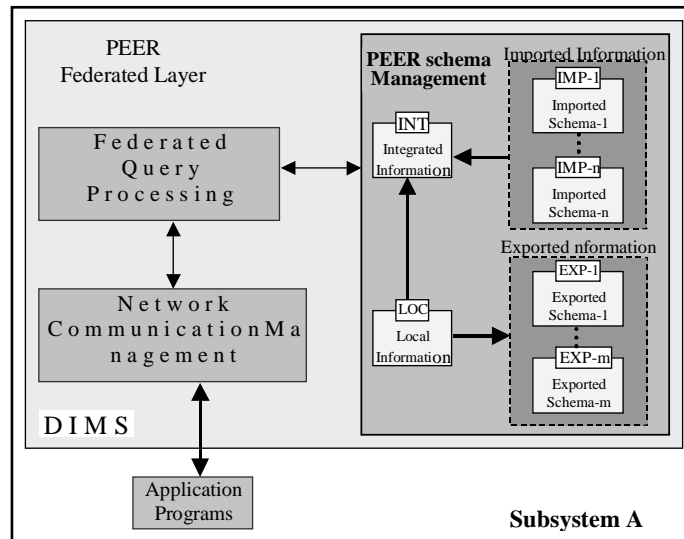 PEER
Federated Layer
PEER schema
Management
Imported Information
IMP-1
Imported
Schema-1
IMP-n
Imported
Schema-n
INT
Integrated
Information
Federated
Query
Processing
Exported nformation
EXP-1
Exported
Schema-1
EXP-m
Exported
Schema-m
LOC
Local
Information
Network
CommunicationMa
nagement
DIMS
Application
Programs
Subsystem A